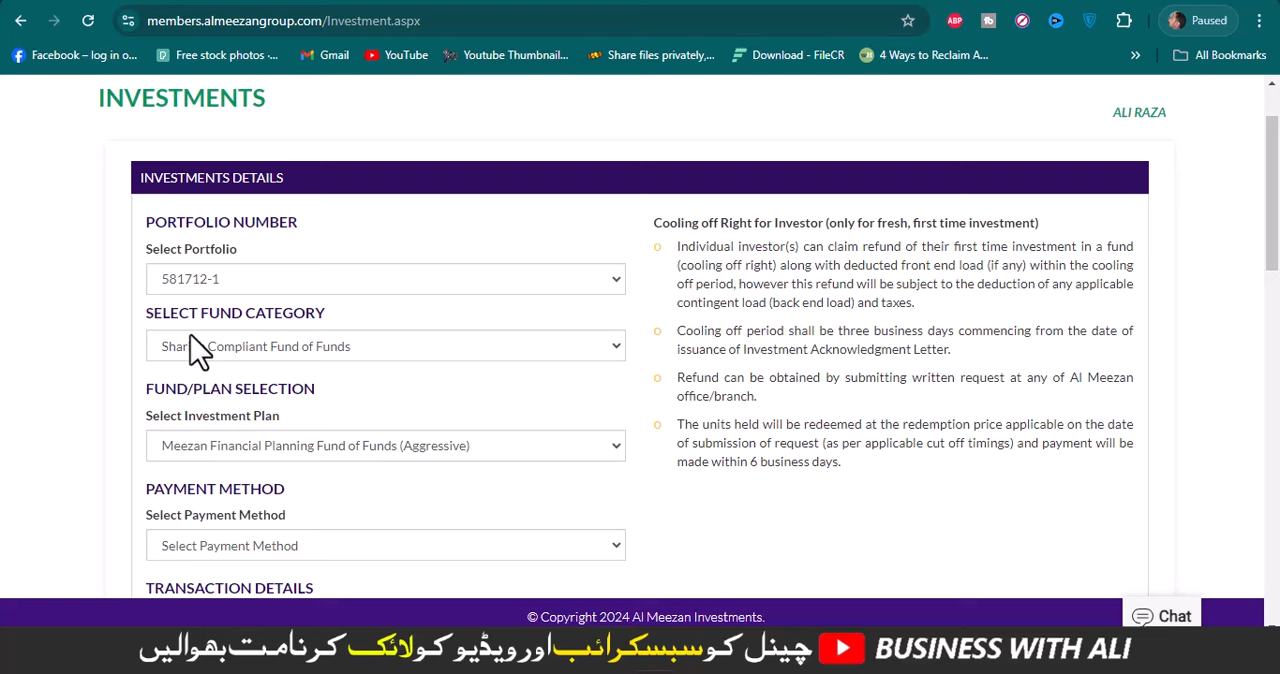 members.almeezangroup.com/Investment.aspx
ABP
Paused
Facebook – log in o...
Free stock photos -...
Gmail
YouTube
Youtube Thumbnail...
Share files privately,...
Download - FileCR
4 Ways to Reclaim A...
»
All Bookmarks
INVESTMENTS
ALI RAZA
INVESTMENTS DETAILS
PORTFOLIO NUMBER
Select Portfolio
581712-1
SELECT FUND CATEGORY
Compliant Fund of Funds
FUND/PLAN SELECTION
Select Investment Plan
Meezan Financial Planning Fund of Funds (Aggressive)
PAYMENT METHOD
Select Payment Method
Select Payment Method
TRANSACTION DETAILS
Cooling off Right for Investor (only for fresh, first time investment)
Individual investor(s) can claim refund of their first time investment in a fund
(cooling off right) along with deducted front end load (if any) within the cooling
off period, however this refund will be subject to the deduction of any applicable
contingent load (back end load) and taxes.
Cooling off period shall be three business days commencing from the date of
issuance of Investment Acknowledgment Letter.
Refund can be obtained by submitting written request at any of Al Meezan
office/branch.
The units held will be redeemed at the redemption price applicable on the date
of submission of request (as per applicable cut off timings) and payment will be
made within 6 business days.
© Copyright 2024 Al Meezan Investments.
Chat
چینل کو سبسکرائب اور ویڈیو کو لائک کرنا مت بھولیں
BUSINESS WITH ALI